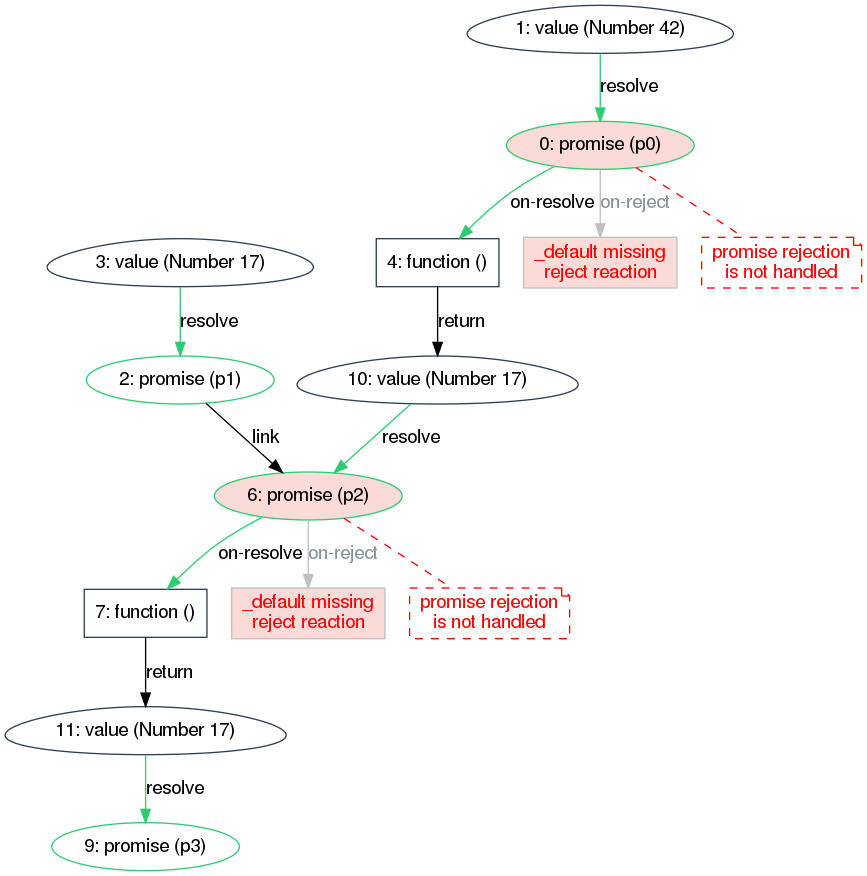 1: value (Number 42)
resolve
0: promise (p0)
on-resolve
on-reject
3: value (Number 17)
4: function ()
_default missing
reject reaction
promise rejection
is not handled
resolve
return
2: promise (p1)
10: value (Number 17)
link
resolve
6: promise (p2)
on-resolve
on-reject
7: function ()
_default missing
reject reaction
promise rejection
is not handled
return
11: value (Number 17)
resolve
9: promise (p3)